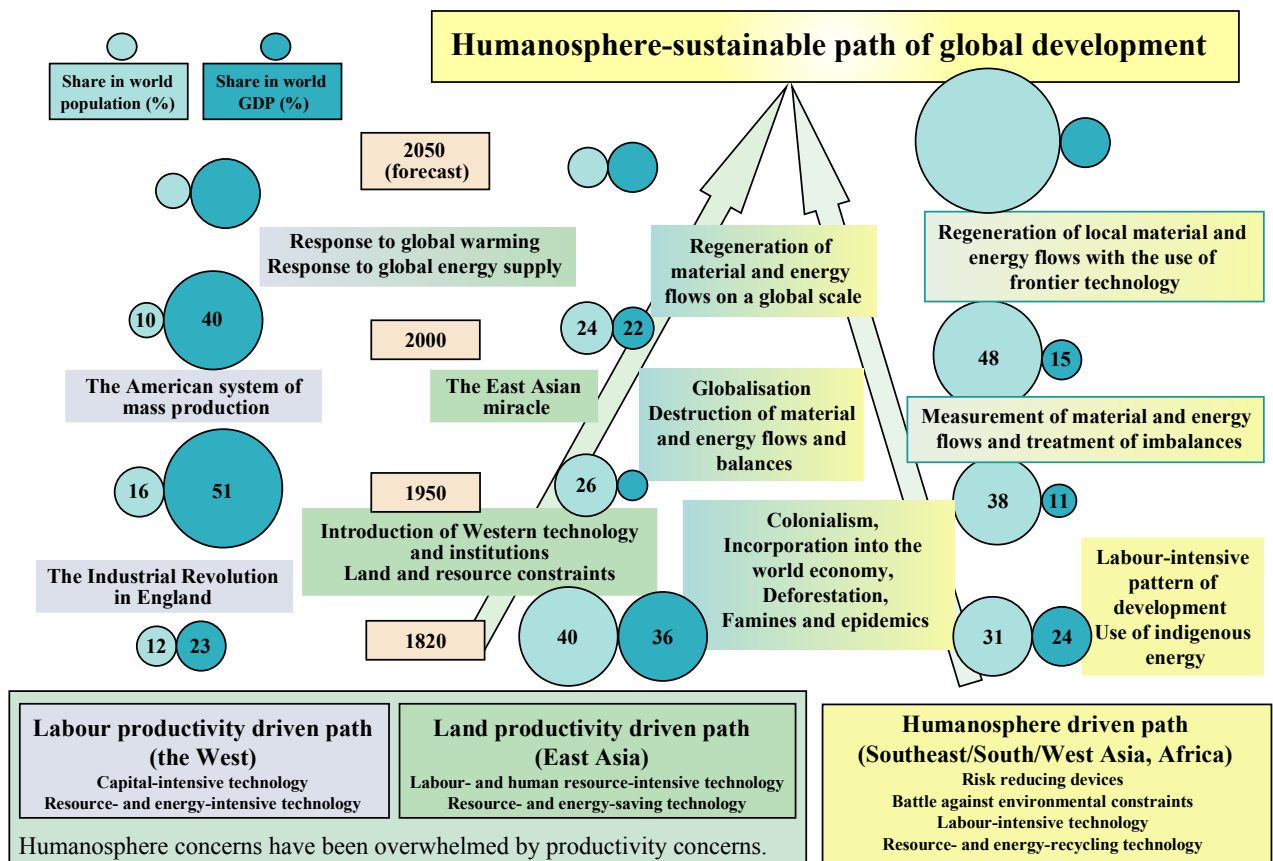 Humanosphere-sustainable path of global development
Share in world
population (%)
Share in world
GDP (%)
2050
(forecast)
Response to global warming
Response to global energy supply
Regeneration of
material and energy
flows on a global scale
Regeneration of local material and
energy flows with the use of
frontier technology
10
40
2000
24
22
48
15
The American system of
mass production
The East Asian
miracle
Globalisation
Destruction of material
and energy flows and
balances
Measurement of material and energy
flows and treatment of imbalances
16
51
1950
26
38
11
Introduction of Western technology
and institutions
Land and resource constraints
Colonialism,
Incorporation into the
world economy,
Deforestation,
Famines and epidemics
Labour-intensive
pattern of
development
Use of indigenous
energy
The Industrial Revolution
in England
12
23
1820
40
36
31
24
Labour productivity driven path
(the West)
Capital-intensive technology
Resource- and energy-intensive technology
Land productivity driven path
(East Asia)
Labour- and human resource-intensive technology
Resource- and energy-saving technology
Humanosphere concerns have been overwhelmed by productivity concerns.
Humanosphere driven path
(Southeast/South/West Asia, Africa)
Risk reducing devices
Battle against environmental constraints
Labour-intensive technology
Resource- and energy-recycling technology